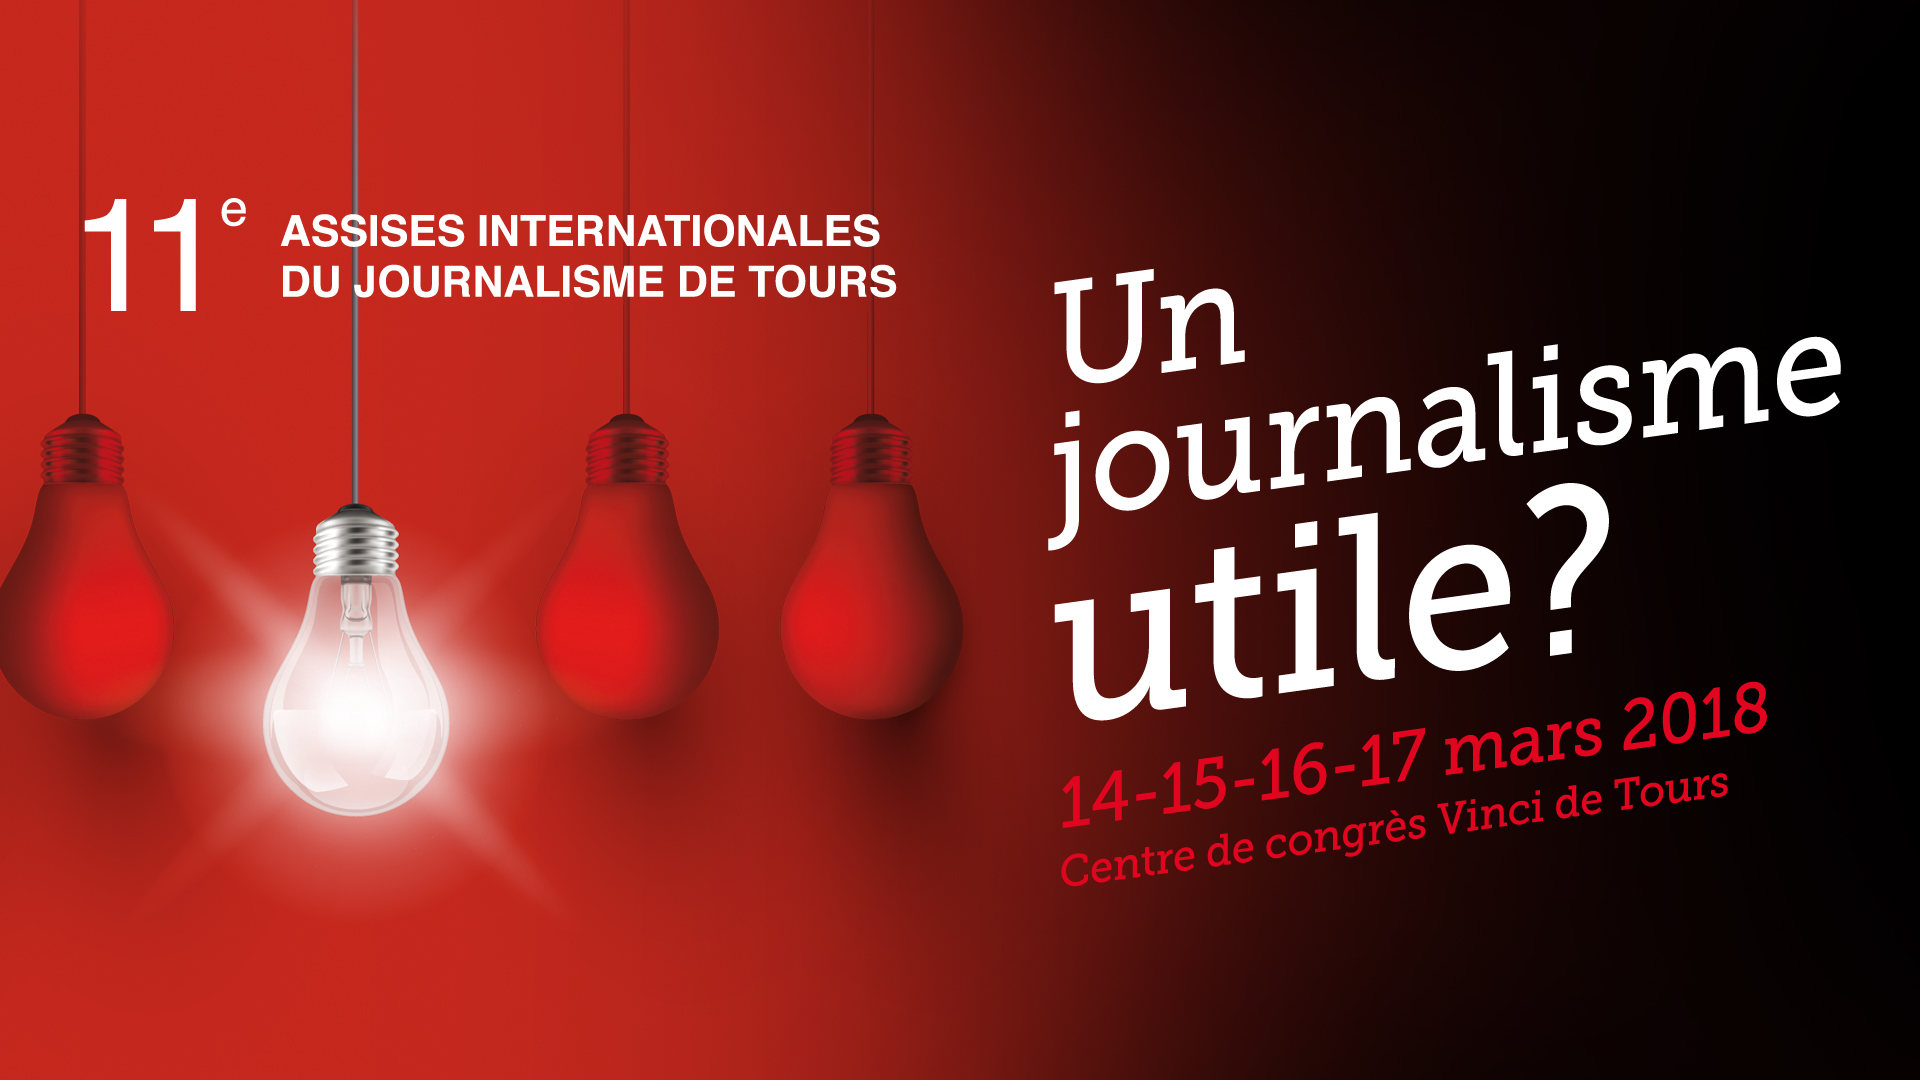 11e ASSISES INTERNATIONALES
DU JOURNALISME DE TOURS
Un
journalisme
utile?
14-15-16-17 mars 2018
Centre de congrès Vinci de Tours